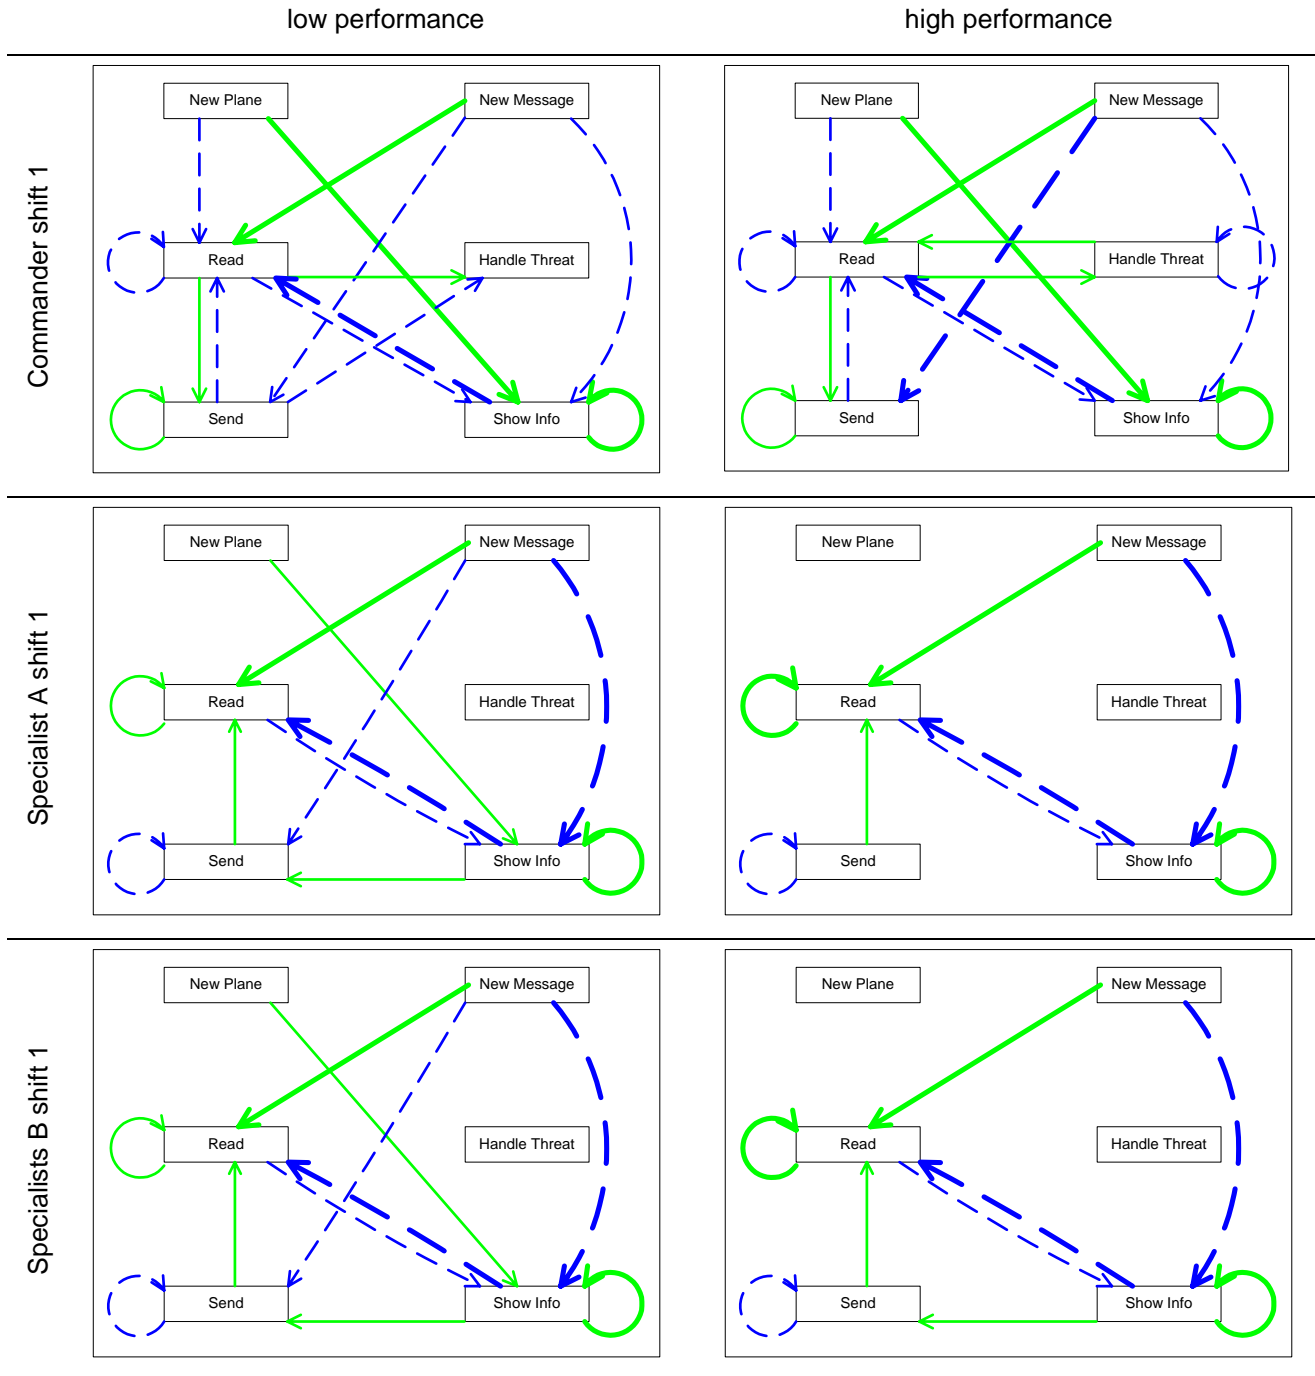 low performance
high performance
Commander shift 1
New Plane
New Message
Read
Handle Threat
Send
Show Info
New Plane
New Message
Read
Handle Threat
Send
Show Info
Specialist A shift 1
New Plane
New Message
Read
Handle Threat
Send
Show Info
New Plane
New Message
Read
Handle Threat
Send
Show Info
Specialists B shift 1
New Plane
New Message
Read
Handle Threat
Send
Show Info
New Plane
New Message
Read
Handle Threat
Send
Show Info